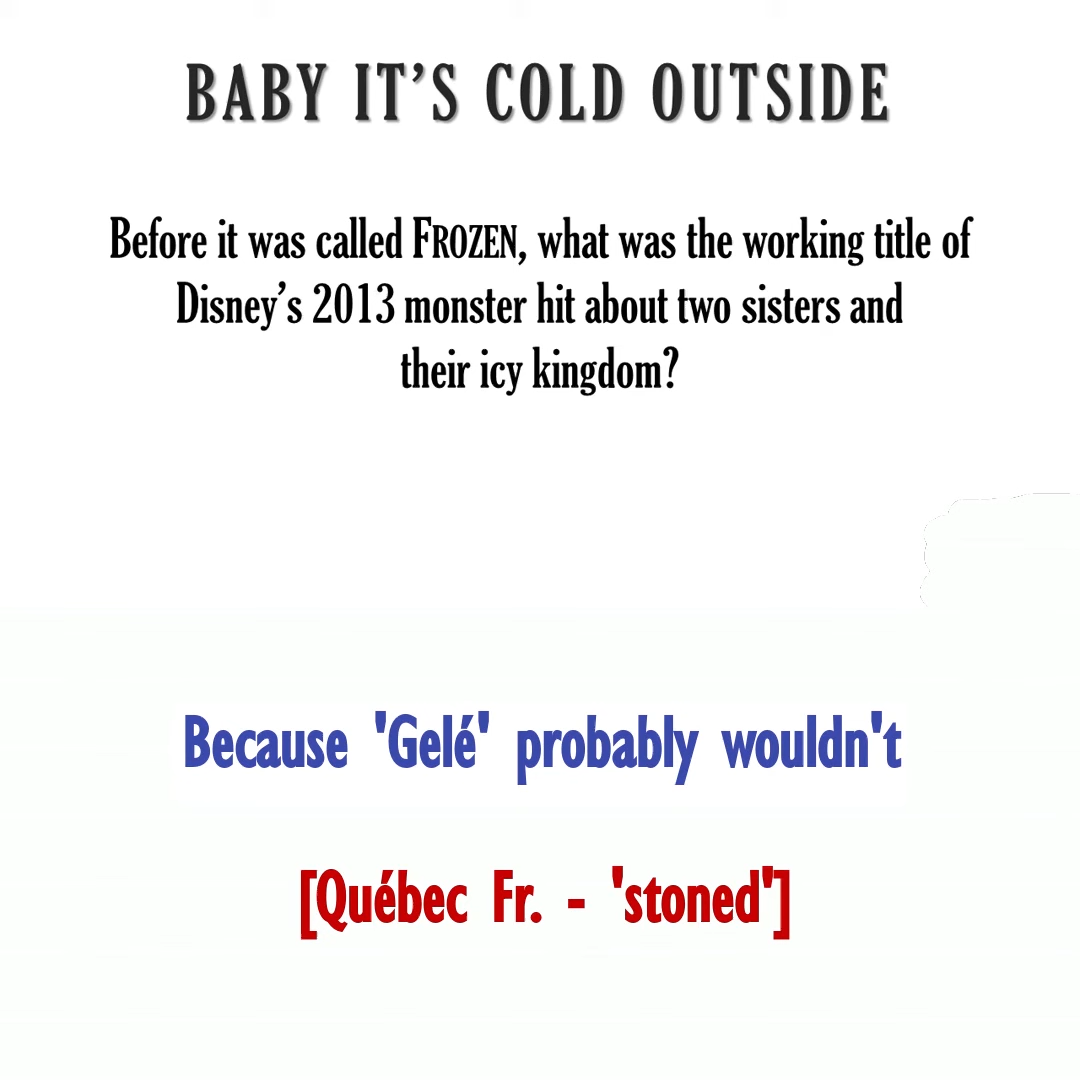 BABY IT’S COLD OUTSIDE
Before it was called FROZEN, what was the working title of
Disney’s 2013 monster hit about two sisters and
their icy kingdom?
Because 'Gelé' probably wouldn't
[Québec Fr. - 'stoned']